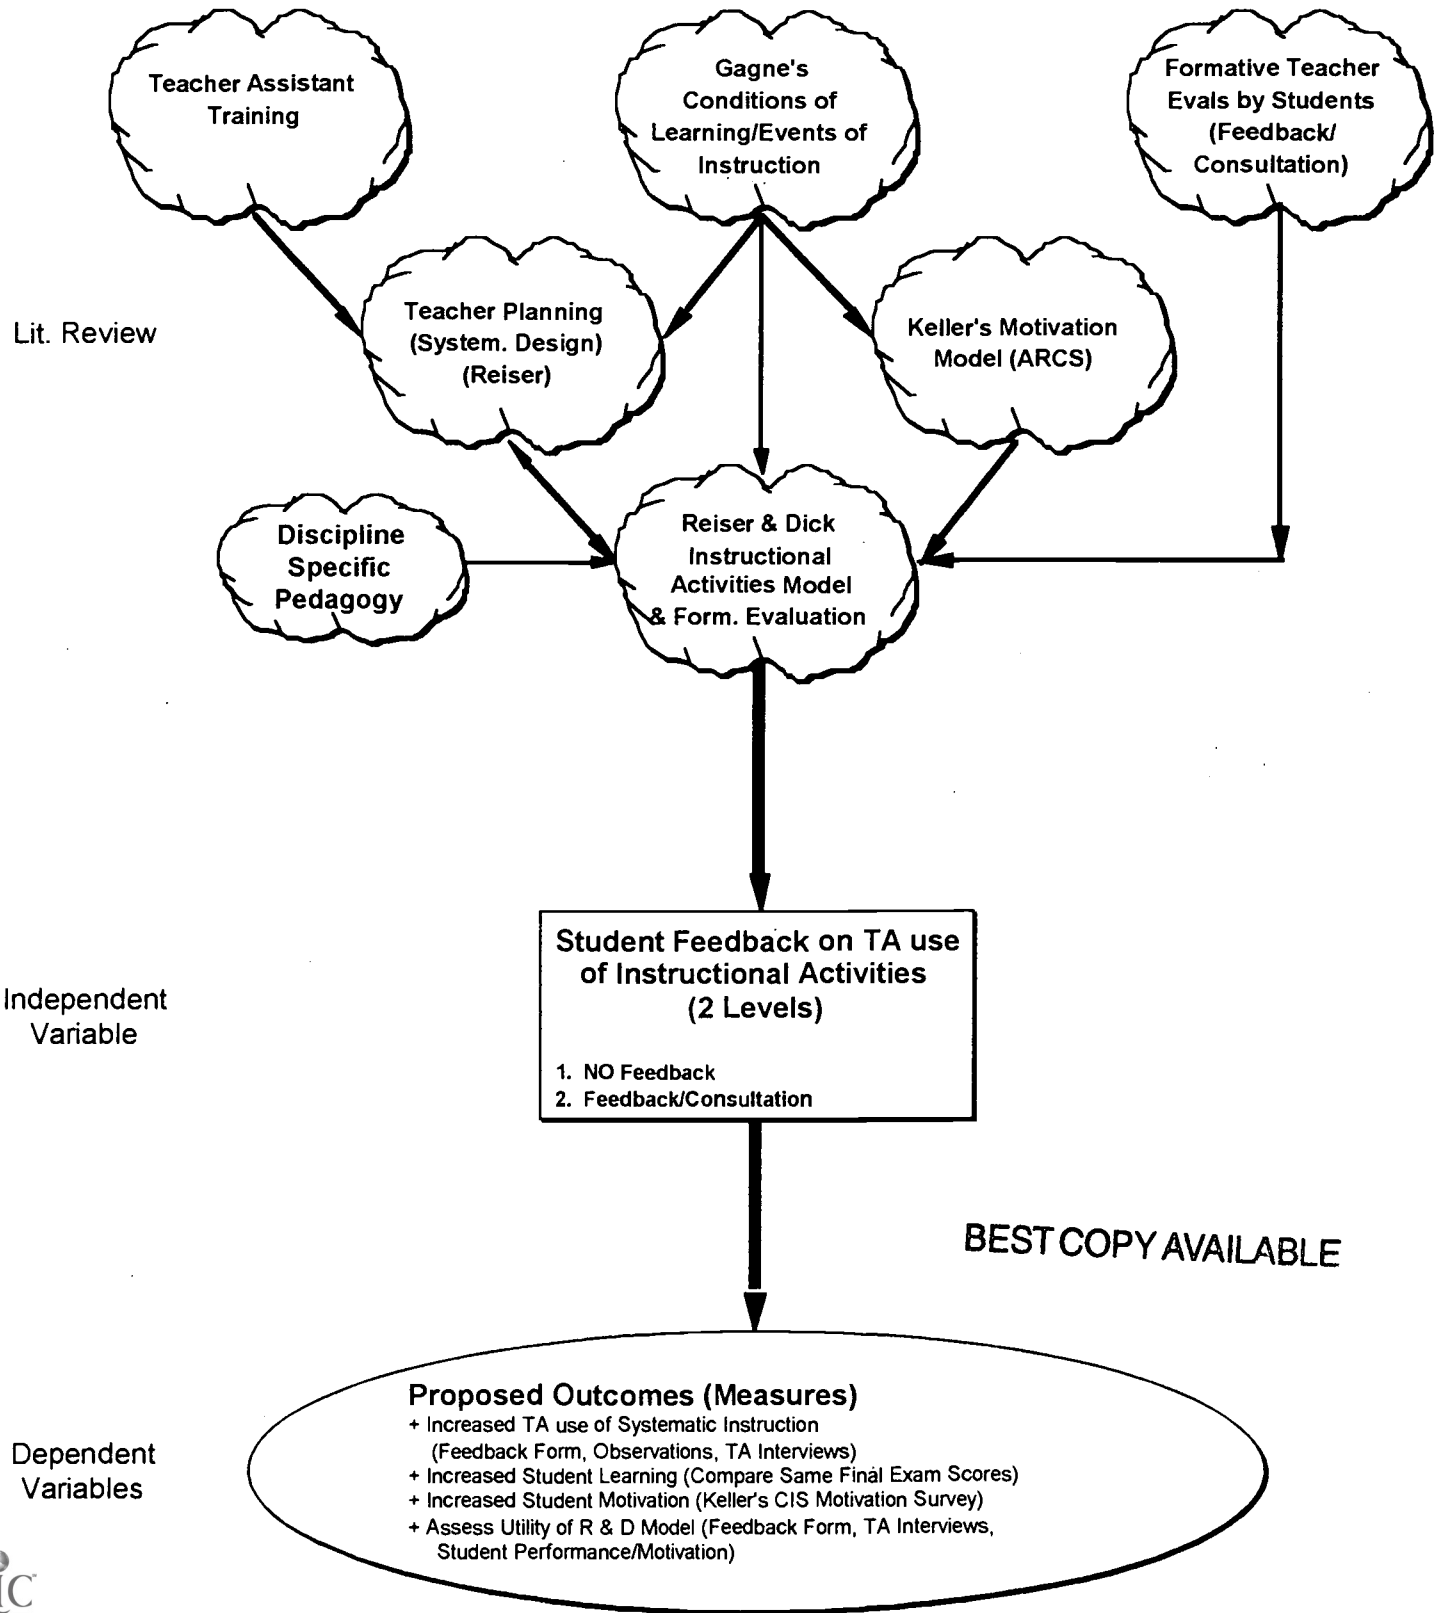 Teacher Assistant
Training
Gagne's
Conditions of
Learning/Events of
Instruction
Formative Teacher
Evals by Students
(Feedback/
Consultation)
Lit. Review
Teacher Planning
(System. Design)
(Reiser)
Keller's Motivation
Model (ARCS)
Discipline
Specific
Pedagogy
Reiser & Dick
Instructional
Activities Model
& Form. Evaluation
Independent
Variable
Student Feedback on TA use
of Instructional Activities
(2 Levels)
1. NO Feedback
2. Feedback/Consultation
BEST COPY AVAILABLE
Dependent
Variables
Proposed Outcomes (Measures)
+ Increased TA use of Systematic Instruction
(Feedback Form, Observations, TA Interviews)
+ Increased Student Learning (Compare Same Final Exam Scores)
+ Increased Student Motivation (Keller's CIS Motivation Survey)
+ Assess Utility of R & D Model (Feedback Form, TA Interviews,
Student Performance/Motivation)